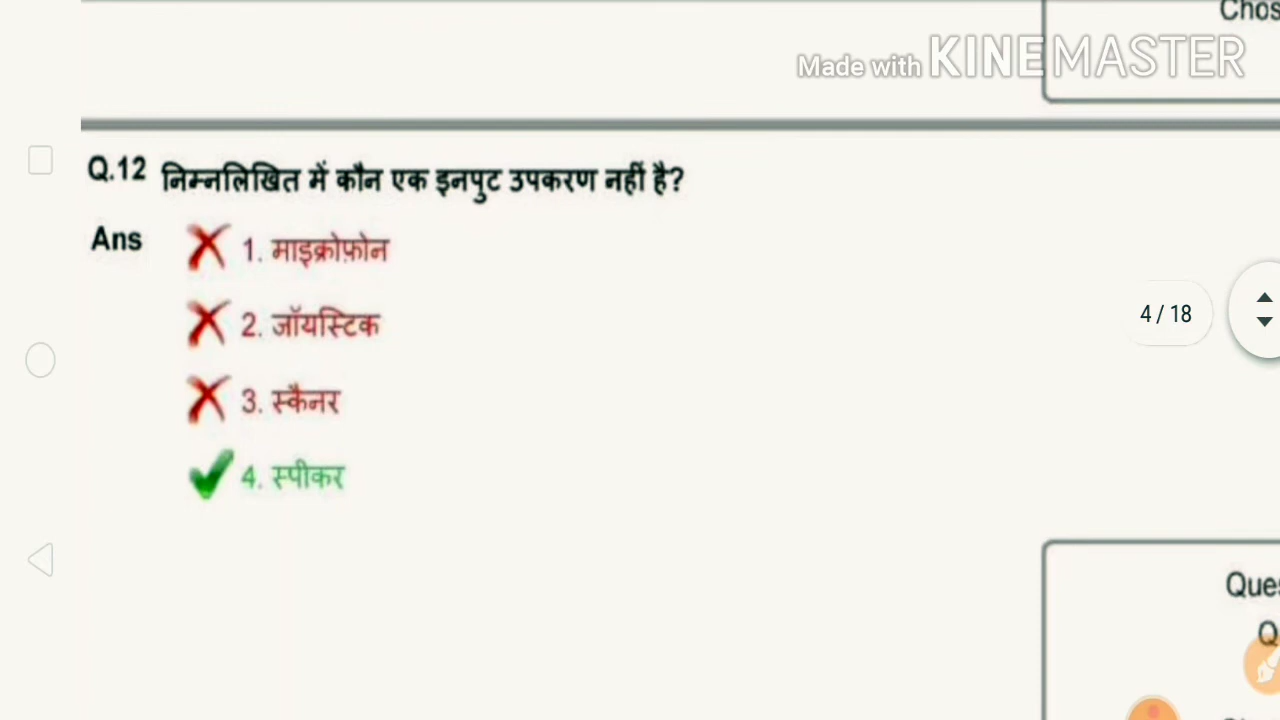 Chos
Made with KINEMASTER
Q.12 निम्नलिखित में कौन एक इनपुट उपकरण नहीं है?
Ans 1. माइक्रोफ़ोन
2. जॉयस्टिक
4 / 18
3. स्कैनर
4. स्पीकर
Ques
Q